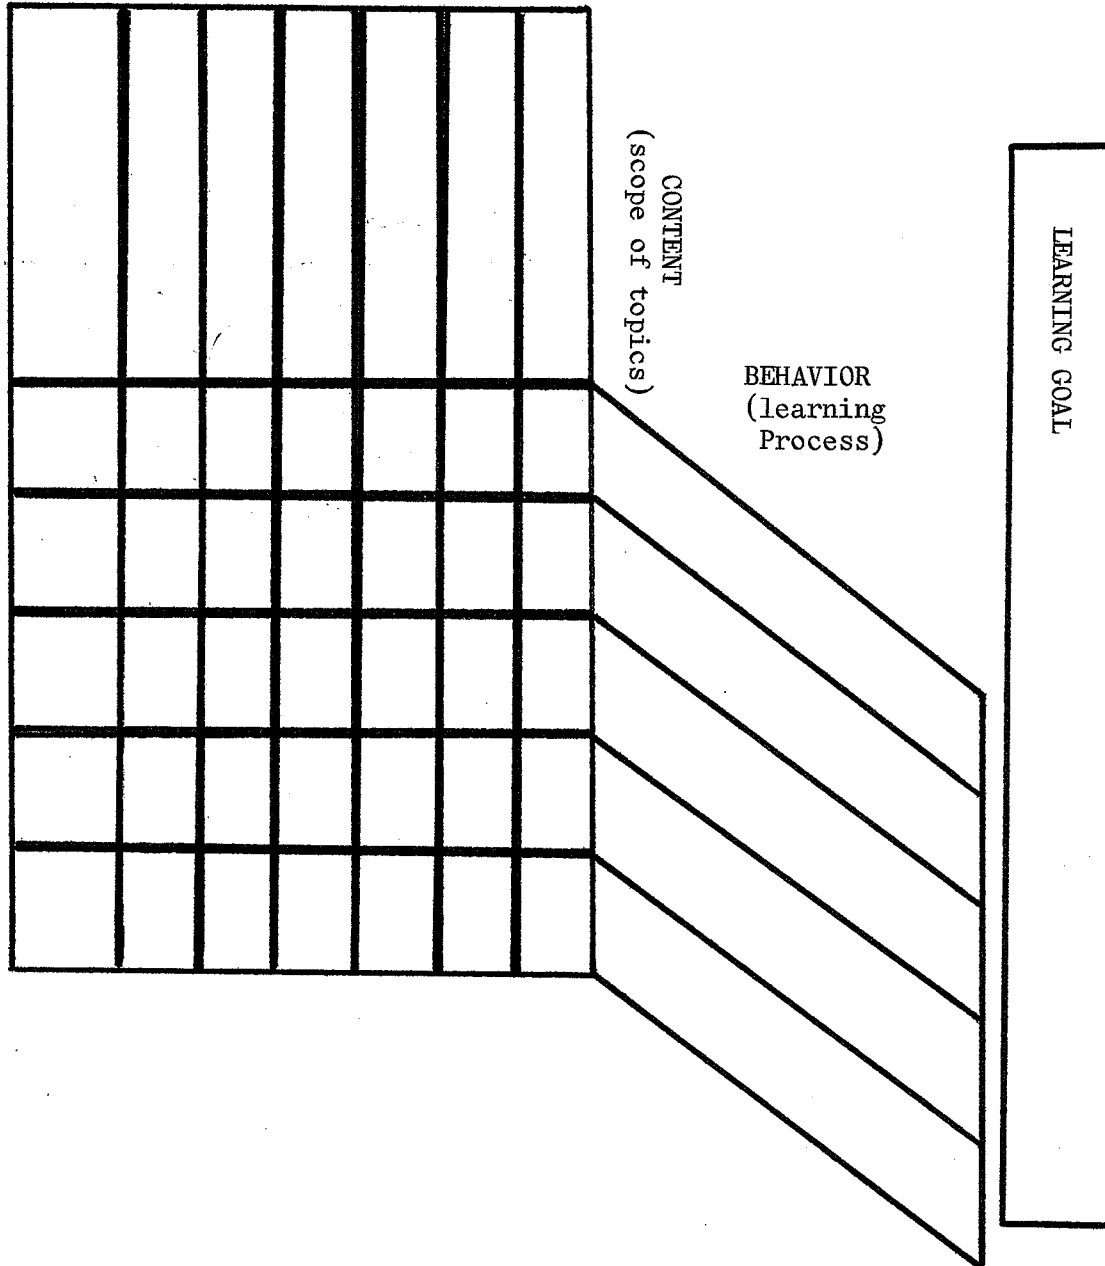 LEARNING GOAL
CONTENT
(scope of topics)
BEHAVIOR
(learning
Process)